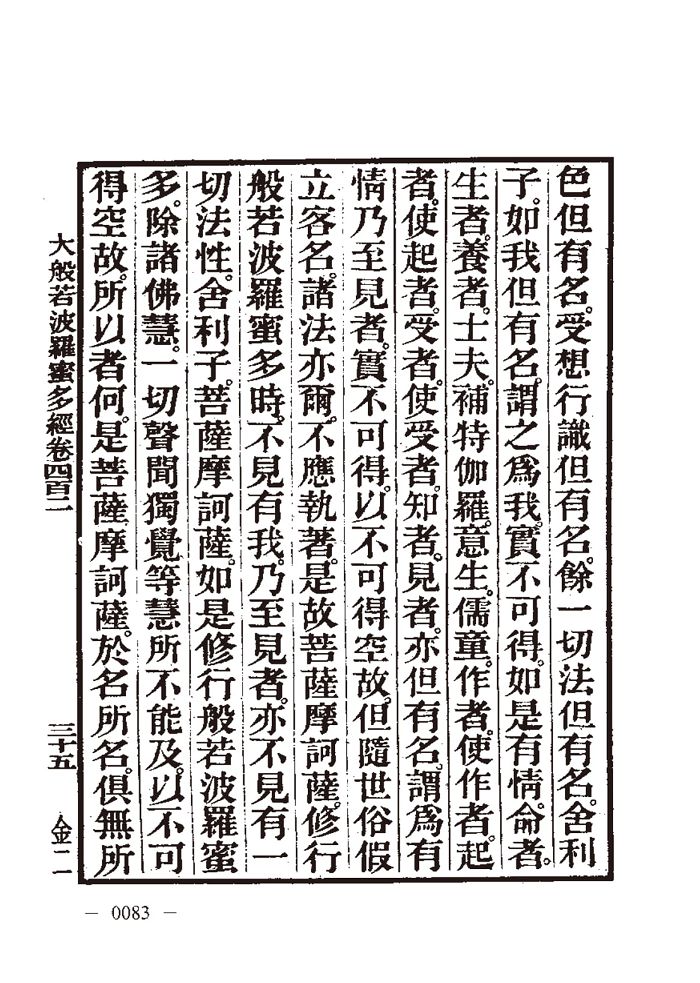 色但有名。受想行識但有名。餘一切法但有名。舍利
子。如我但有名。謂之為我。實不可得。如是有情。命者。
生者。養者。士夫。補特伽羅。意生。儒童。作者。使作者。起
者。使起者。受者。使受者。知者。見者。亦但有名。謂為有
情乃至見者。實不可得。以不可得空故。但隨世俗假
立客名。諸法亦爾。不應執著。是故菩薩摩訶薩。修行
般若波羅蜜多時。不見有我。乃至見者。亦不見有一
切法性。舍利子。菩薩摩訶薩。如是修行般若波羅蜜
多。除諸佛慧。一切聲聞獨覺等慧所不能及。以不可
得空故。所以者何。是菩薩摩訶薩。於名所名。俱無所
大般若波羅蜜多經卷四百二 三十五 金二
— 0083 —